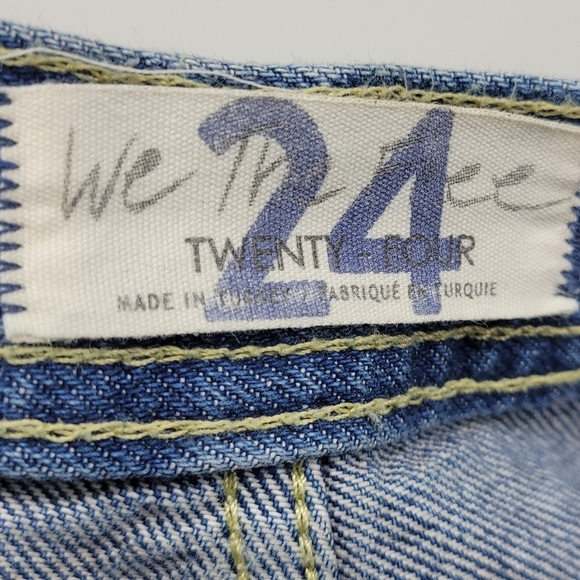 We The Free
24
TWENTY - FOUR
MADE IN TURKEY / FABRIQUÉ EN TURQUIE